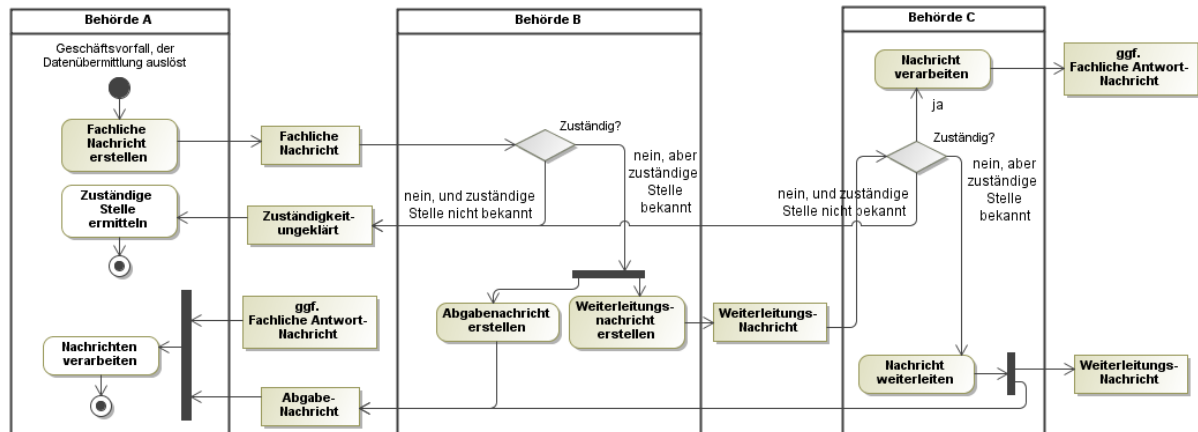 Behörde A
Geschäftsvorfall, der
Datenübermittlung auslöst
Fachliche
Nachricht
erstellen
Fachliche
Nachricht
Zuständige
Stelle
ermitteln
Zuständigkeit-
ungeklärt
ggf.
Fachliche Antwort-
Nachricht
Nachrichten
verarbeiten
Abgabe-
Nachricht
Behörde B
Zuständig?
nein, und zuständige
Stelle nicht bekannt
nein, aber
zuständige
Stelle
bekannt
Abgabenachricht
erstellen
Weiterleitungs-
nachricht
erstellen
Weiterleitungs-
Nachricht
Behörde C
Nachricht
verarbeiten
ggf.
Fachliche Antwort-
Nachricht
ja
Zuständig?
nein, und zuständige
Stelle nicht bekannt
nein, aber
zuständige
Stelle
bekannt
Nachricht
weiterleiten
Weiterleitungs-
Nachricht